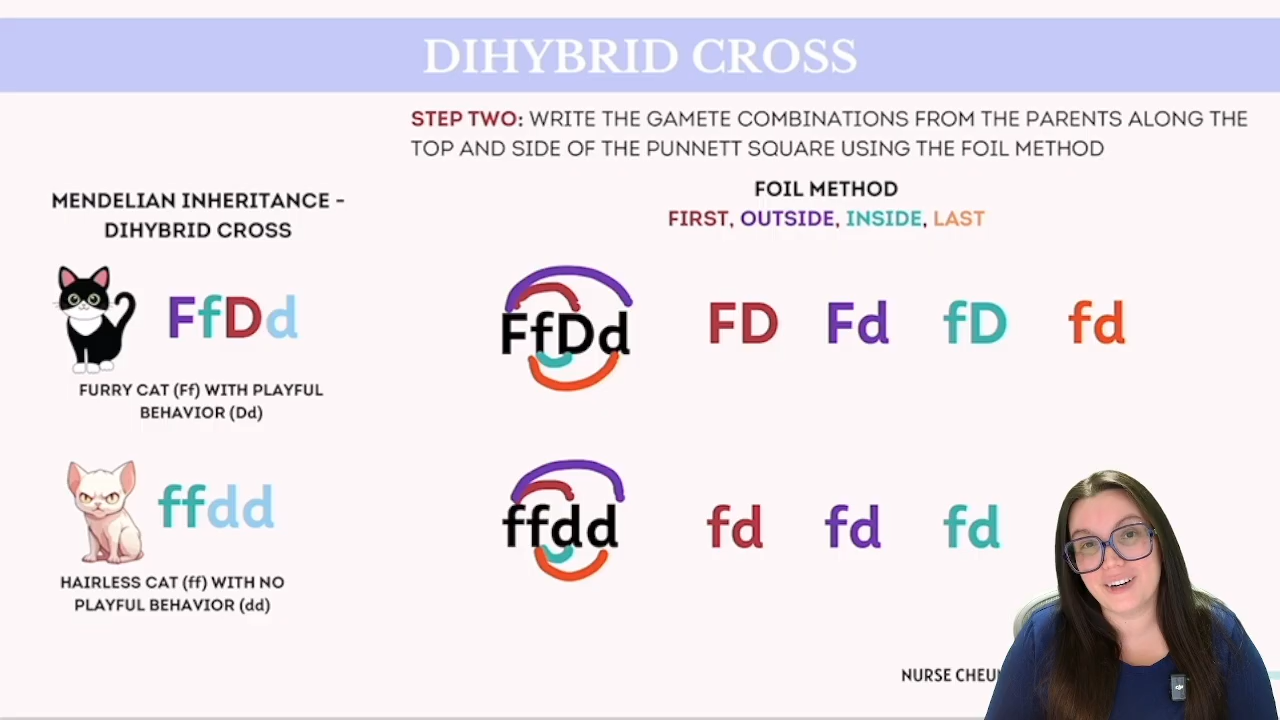 DIHYBRID CROSS
STEP TWO: WRITE THE GAMETE COMBINATIONS FROM THE PARENTS ALONG THE
TOP AND SIDE OF THE PUNNETT SQUARE USING THE FOIL METHOD
MENDELIAN INHERITANCE -
DIHYBRID CROSS
FOIL METHOD
FIRST, OUTSIDE, INSIDE, LAST
FfDd
FURRY CAT (Ff) WITH PLAYFUL
BEHAVIOR (Dd)
FfDd FD Fd fD fd
ffdd
HAIRLESS CAT (ff) WITH NO
PLAYFUL BEHAVIOR (dd)
ffdd fd fd fd
NURSE